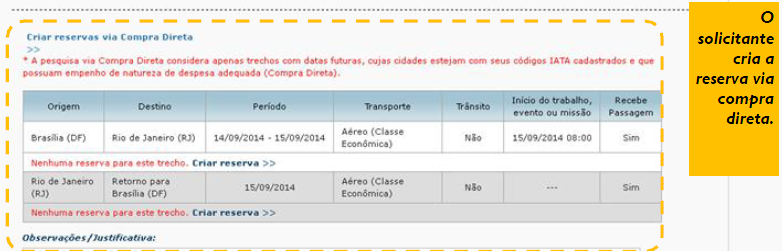 Criar reservas via Compra Direta
>>
* A pesquisa via Compra Direta considera apenas trechos com datas futuras, cujas cidades estejam com seus códigos IATA cadastrados e que
possuam empenho de natureza de despesa adequada (Compra Direta).
Origem Destino Período Transporte Trânsito Início do trabalho, evento ou missão Recebe Passagem
Brasília (DF) Rio de Janeiro (RJ) 14/09/2014 - 15/09/2014 Aéreo (Classe Econômica) Não 15/09/2014 08:00 Sim
Nenhuma reserva para este trecho. Criar reserva >>
Rio de Janeiro (RJ) Retorno para Brasília (DF) 15/09/2014 Aéreo (Classe Econômica) Não --- Sim
Nenhuma reserva para este trecho. Criar reserva >>
Observações/Justificativa:
O
solicitante
cria a
reserva via
compra
direta.